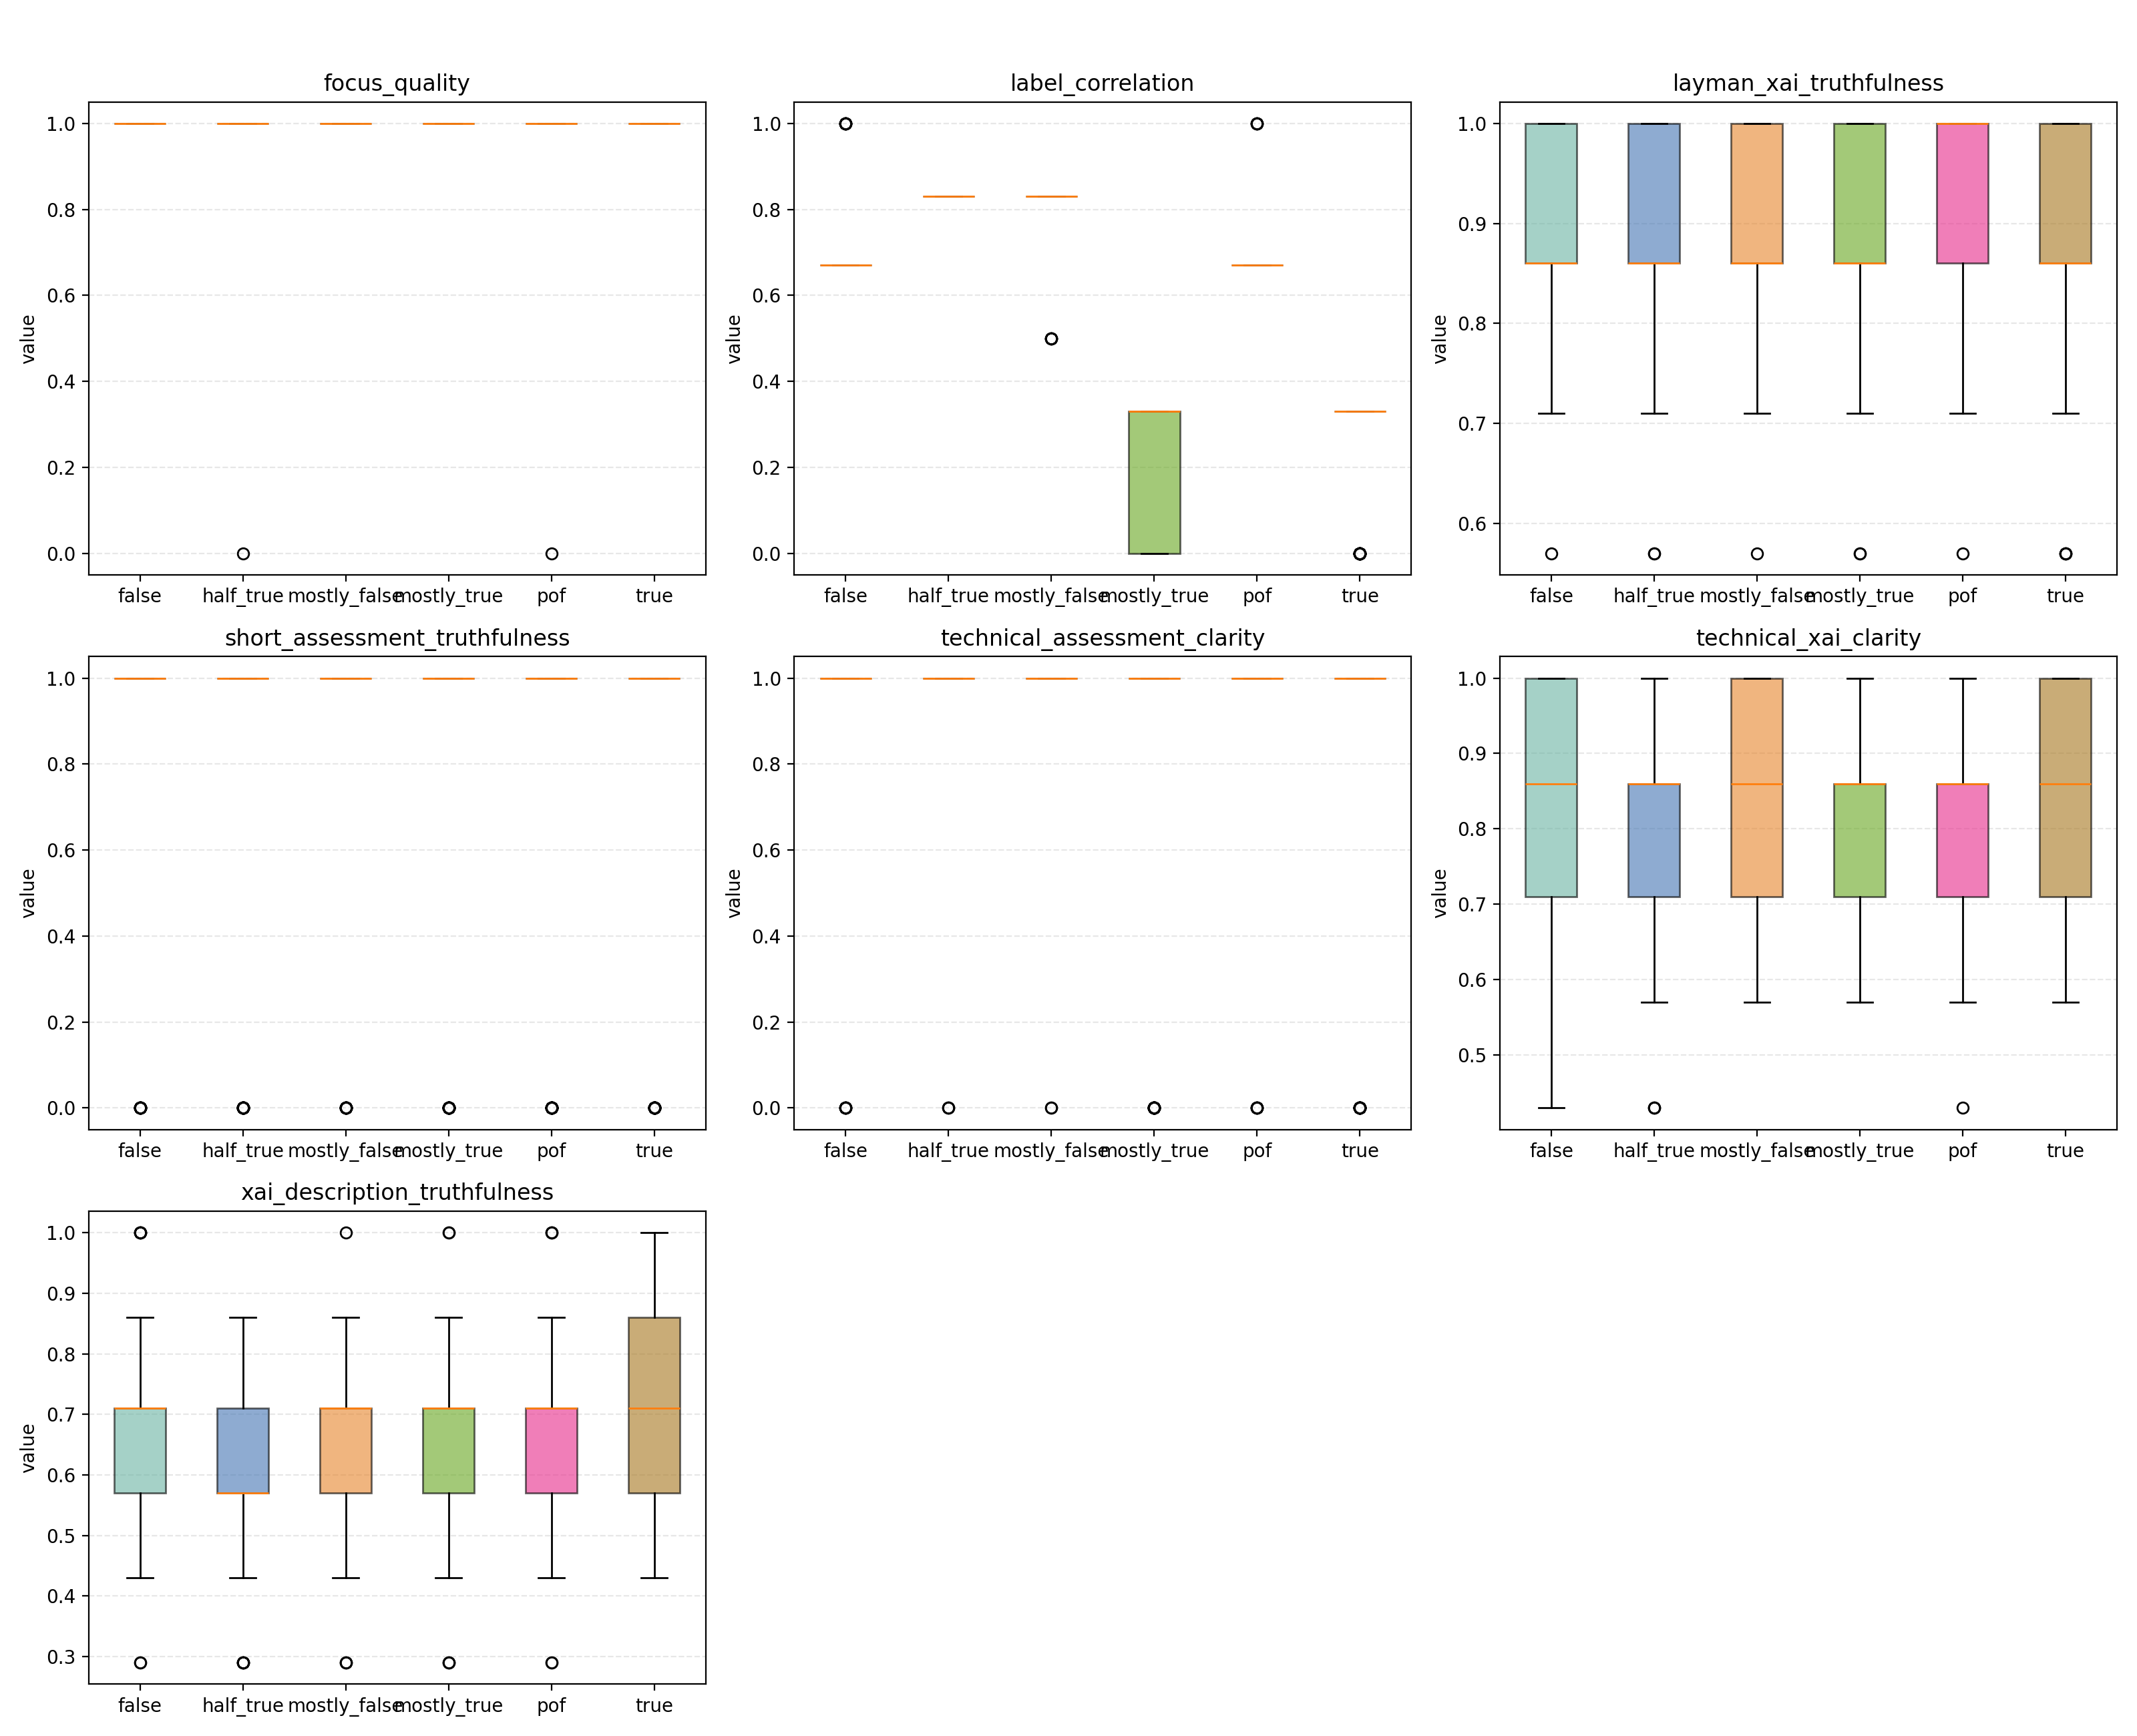 focus_quality
value
1.0
0.8
0.6
0.4
0.2
0.0
false half_true mostly_false mostly_true pof true
label_correlation
value
1.0
0.8
0.6
0.4
0.2
0.0
false half_true mostly_false mostly_true pof true
layman_xai_truthfulness
value
1.0
0.9
0.8
0.7
0.6
false half_true mostly_false mostly_true pof true
short_assessment_truthfulness
value
1.0
0.8
0.6
0.4
0.2
0.0
false half_true mostly_false mostly_true pof true
technical_assessment_clarity
value
1.0
0.8
0.6
0.4
0.2
0.0
false half_true mostly_false mostly_true pof true
technical_xai_clarity
value
1.0
0.9
0.8
0.7
0.6
0.5
false half_true mostly_false mostly_true pof true
xai_description_truthfulness
value
1.0
0.9
0.8
0.7
0.6
0.5
0.4
0.3
false half_true mostly_false mostly_true pof true